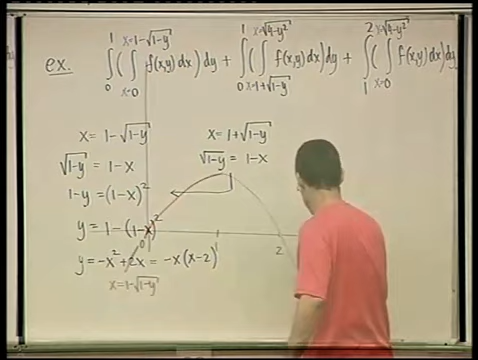 ex. ∫₀¹ ( ∫_{x=0}^{x=1-√(1-y)} f(x,y) dx ) dy + ∫₀¹ ( ∫_{x=1+√(1-y)}^{x=√(4-y²)} f(x,y) dx ) dy + ∫₁² ( ∫_{x=0}^{x=√(4-y²)} f(x,y) dx ) dy
x = 1-√(1-y)    x = 1+√(1-y)
√(1-y) = 1-x    √(1-y) = 1-x
1-y = (1-x)²
y = 1-(1-x)²
0    1    2
y = -x²+2x = -x(x-2)
x=1-√(1-y)